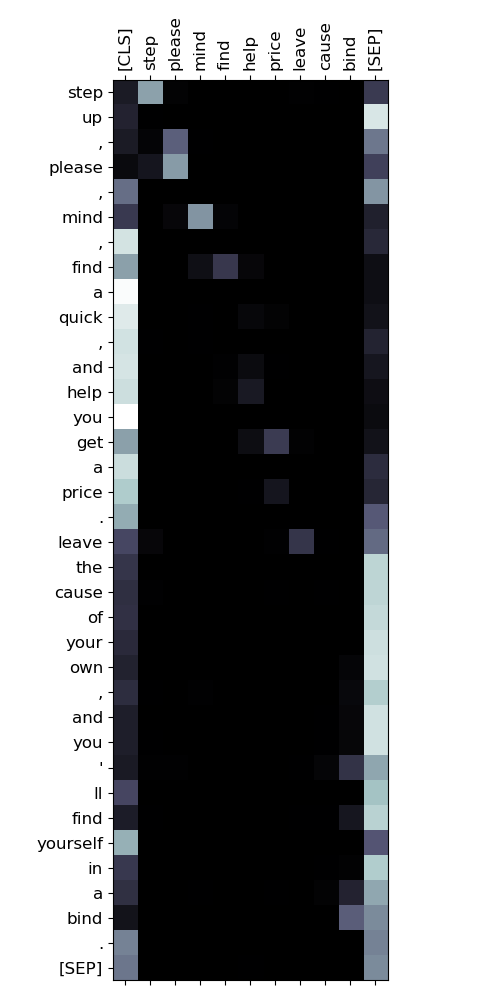 [CLS] step please mind find help price leave cause bind [SEP]
step
up
,
please
,
mind
,
find
a
quick
,
and
help
you
get
a
price
.
leave
the
cause
of
your
own
,
and
you
'
ll
find
yourself
in
a
bind
.
[SEP]